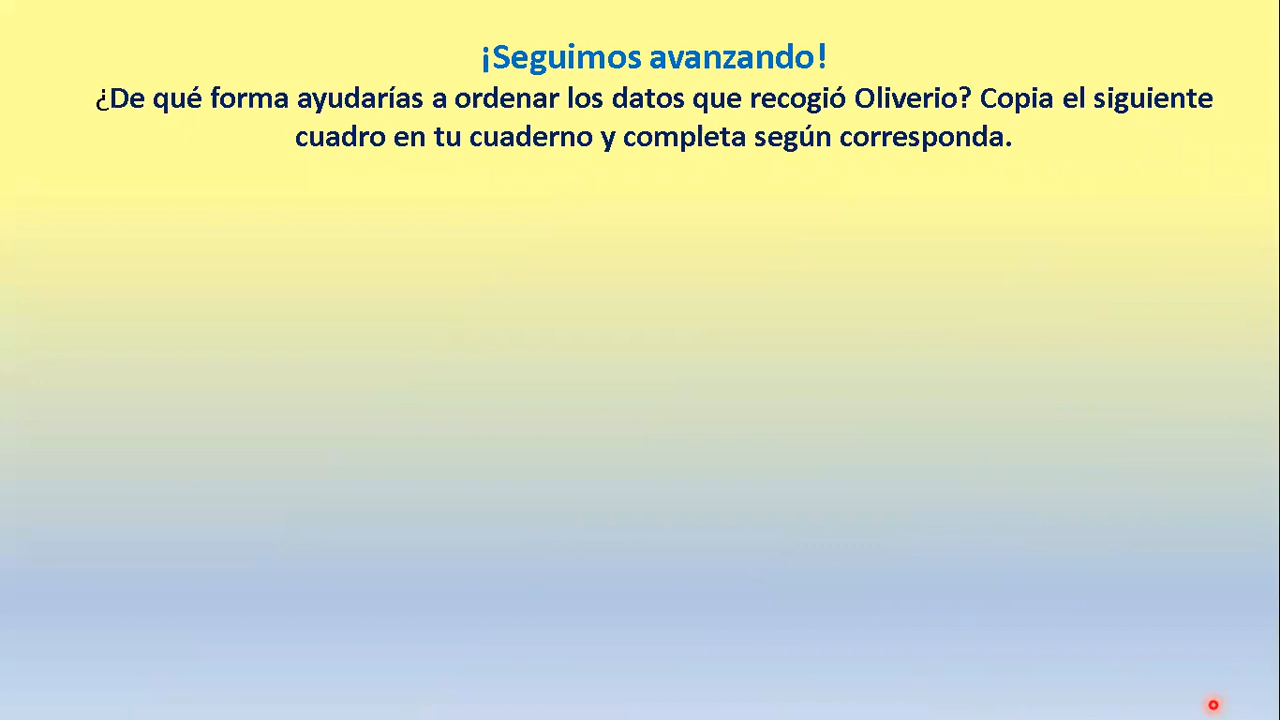 ¡Seguimos avanzando!
¿De qué forma ayudarías a ordenar los datos que recogió Oliverio? Copia el siguiente
cuadro en tu cuaderno y completa según corresponda.